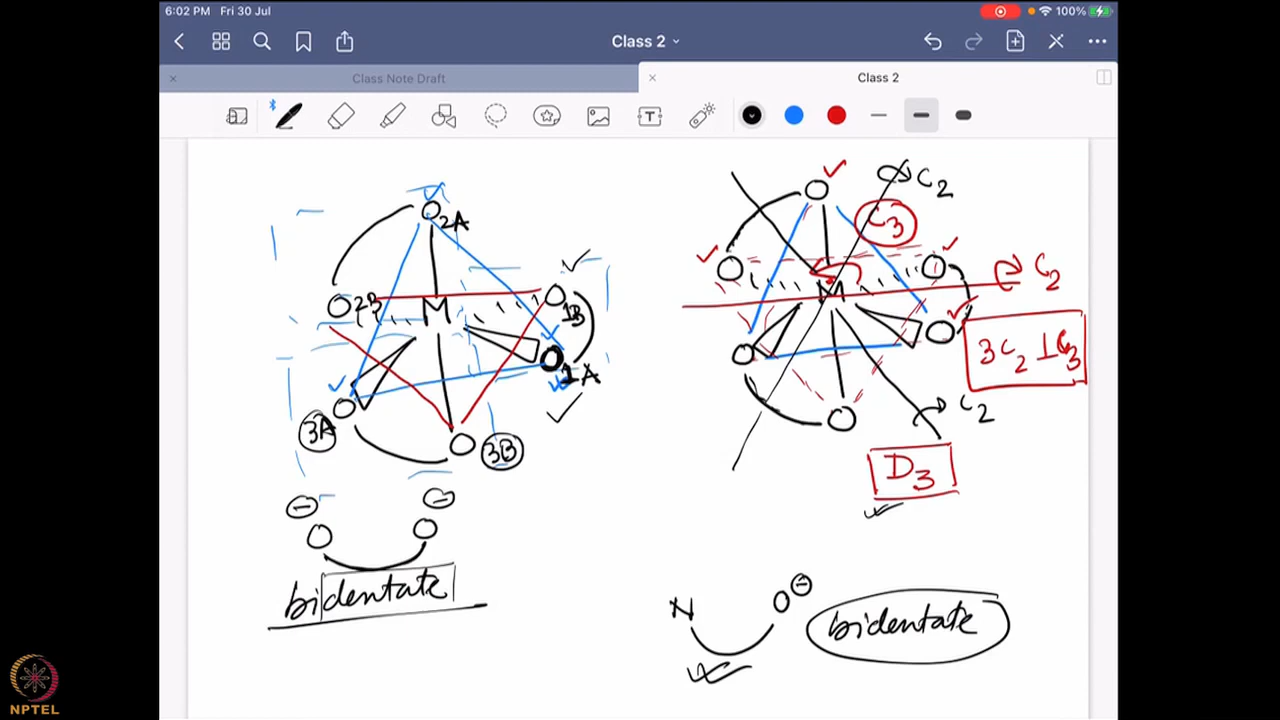 6:02 PM Fri 30 Jul
100%
Class 2
Class Note Draft
Class 2
T
O 2A
O 2B
M
O 1B
O 1A
O 3A
O 3B
⊖ ⊖
O O
bidentate
O
C2
C3
O O
C2
M
O O
3C2 ⊥ C3
O
C2
D3
N O⊖
bidentate
NPTEL